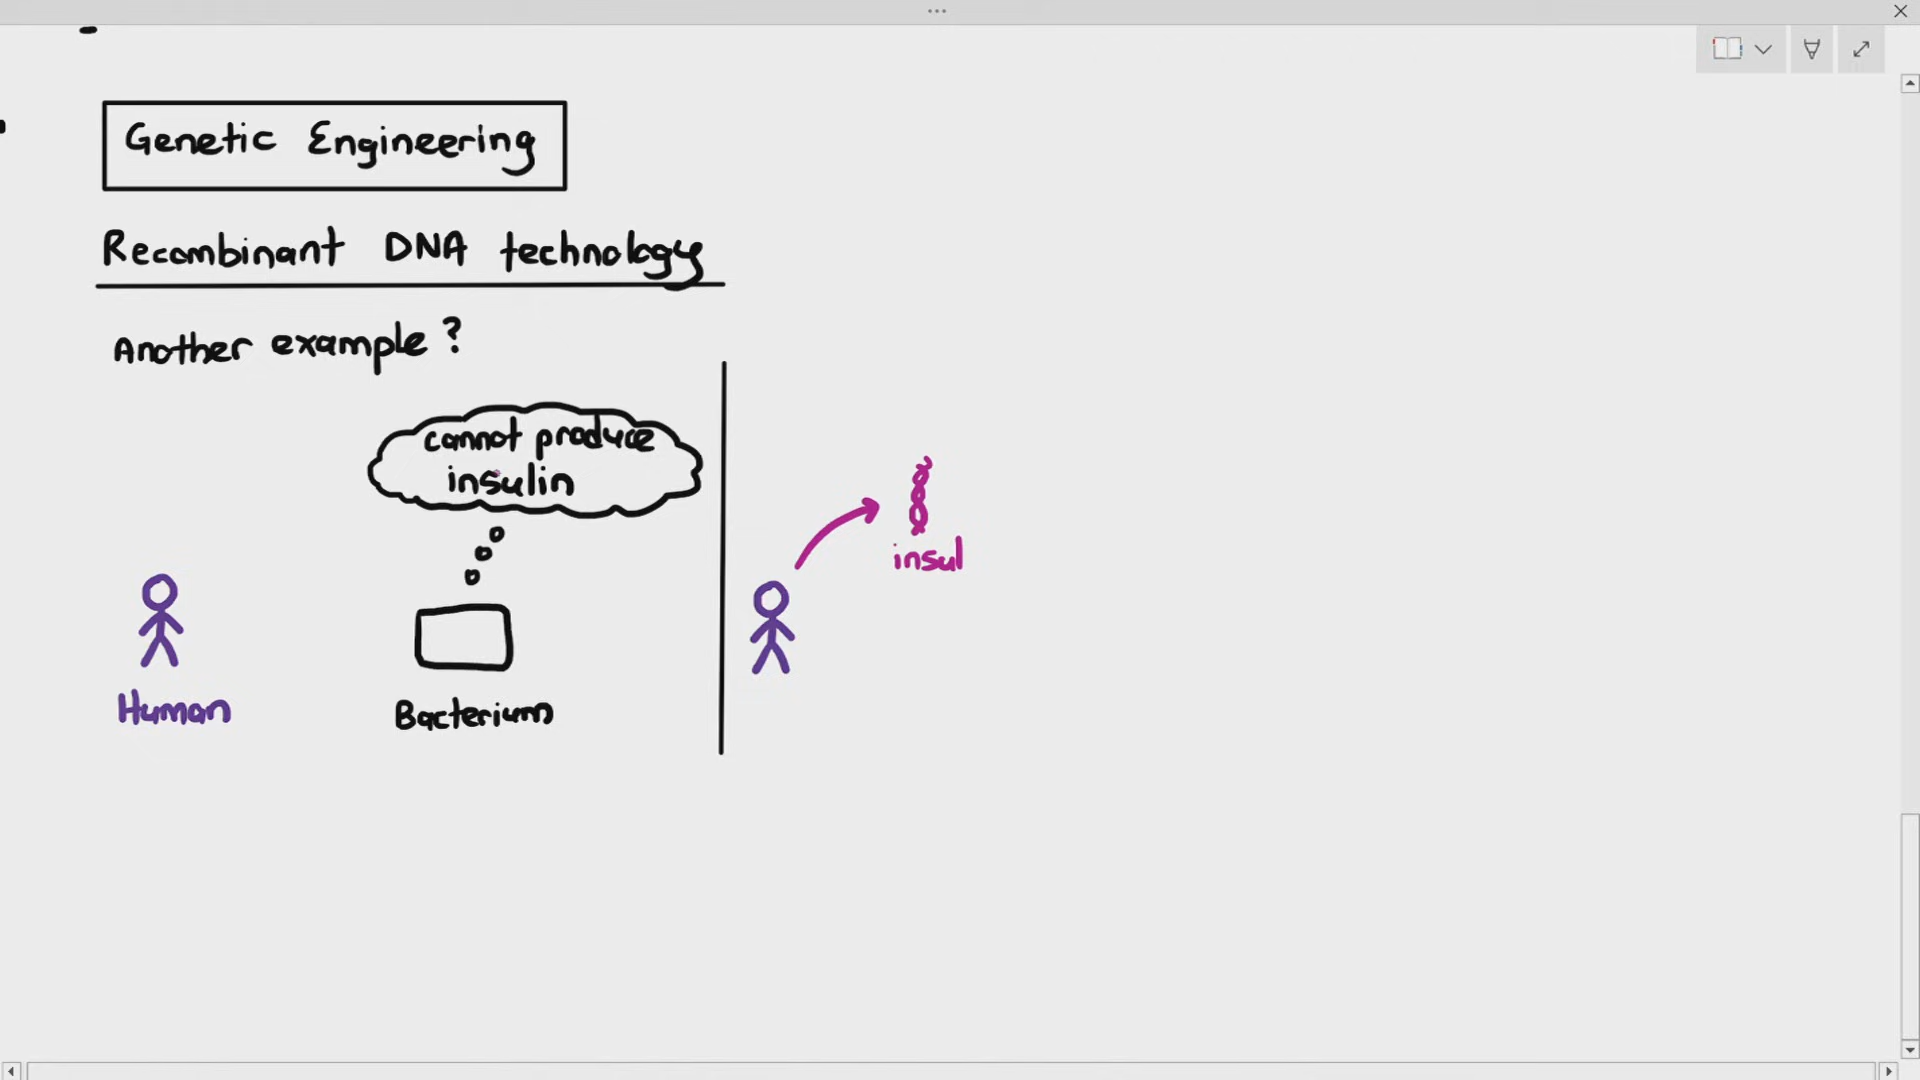 Genetic Engineering
Recombinant DNA technology
Another example?
cannot produce
insulin
insul
Human
Bacterium